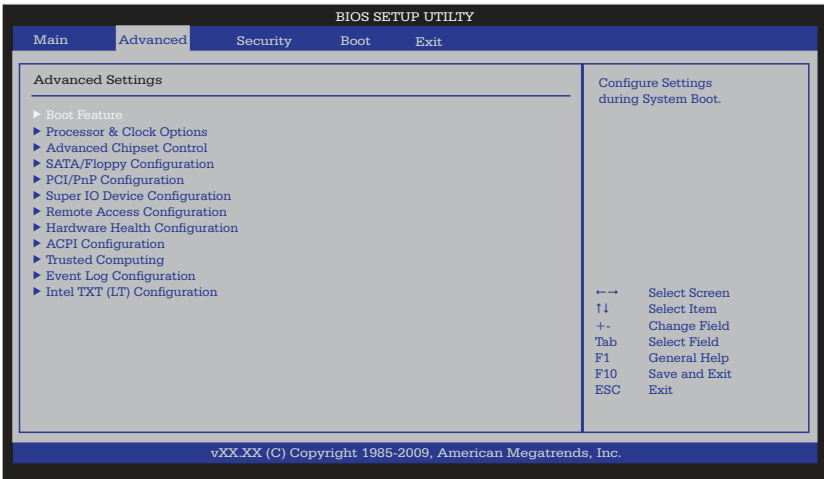 BIOS SETUP UTILTY
Main Advanced Security Boot Exit
Advanced Settings
▶ Boot Feature
▶ Processor & Clock Options
▶ Advanced Chipset Control
▶ SATA/Floppy Configuration
▶ PCI/PnP Configuration
▶ Super IO Device Configuration
▶ Remote Access Configuration
▶ Hardware Health Configuration
▶ ACPI Configuration
▶ Trusted Computing
▶ Event Log Configuration
▶ Intel TXT (LT) Configuration
Configure Settings
during System Boot.
←→ Select Screen
↑↓ Select Item
+- Change Field
Tab Select Field
F1 General Help
F10 Save and Exit
ESC Exit
vXX.XX (C) Copyright 1985-2009, American Megatrends, Inc.